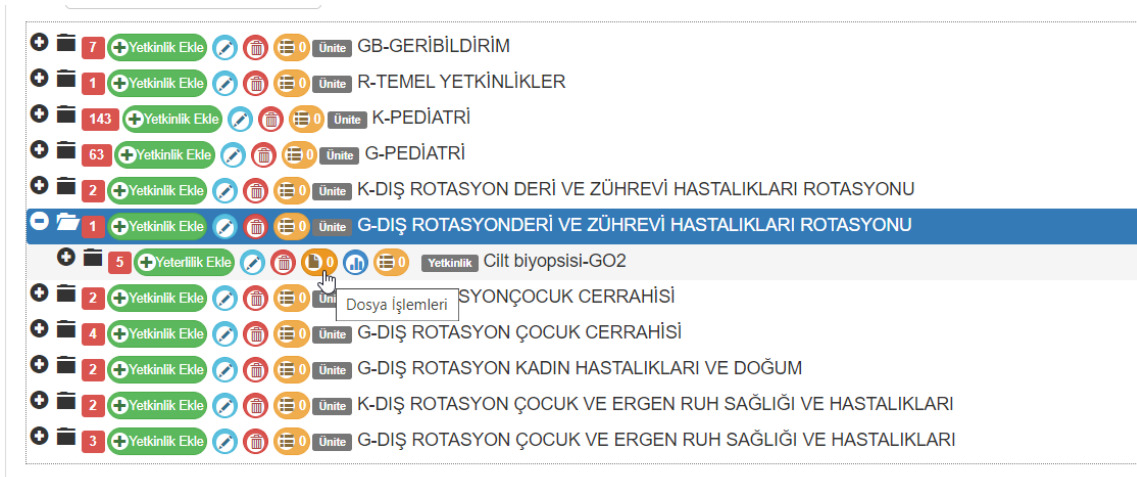 7 Yetkinlik Ekle 0 Ünite GB-GERİBİLDİRİM
1 Yetkinlik Ekle 0 Ünite R-TEMEL YETKİNLİKLER
143 Yetkinlik Ekle 0 Ünite K-PEDİATRİ
63 Yetkinlik Ekle 0 Ünite G-PEDİATRİ
2 Yetkinlik Ekle 0 Ünite K-DIŞ ROTASYON DERİ VE ZÜHREVİ HASTALIKLARI ROTASYONU
1 Yetkinlik Ekle 0 Ünite G-DIŞ ROTASYONDERİ VE ZÜHREVİ HASTALIKLARI ROTASYONU
5 Yeterlilik Ekle 0 0 Yetkinlik Cilt biyopsisi-GO2
2 Yetkinlik Ekle 0 SYONÇOCUK CERRAHİSİ
Dosya İşlemleri
4 Yetkinlik Ekle 0 Ünite G-DIŞ ROTASYON ÇOCUK CERRAHİSİ
2 Yetkinlik Ekle 0 Ünite G-DIŞ ROTASYON KADIN HASTALIKLARI VE DOĞUM
2 Yetkinlik Ekle 0 Ünite K-DIŞ ROTASYON ÇOCUK VE ERGEN RUH SAĞLIĞI VE HASTALIKLARI
3 Yetkinlik Ekle 0 Ünite G-DIŞ ROTASYON ÇOCUK VE ERGEN RUH SAĞLIĞI VE HASTALIKLARI